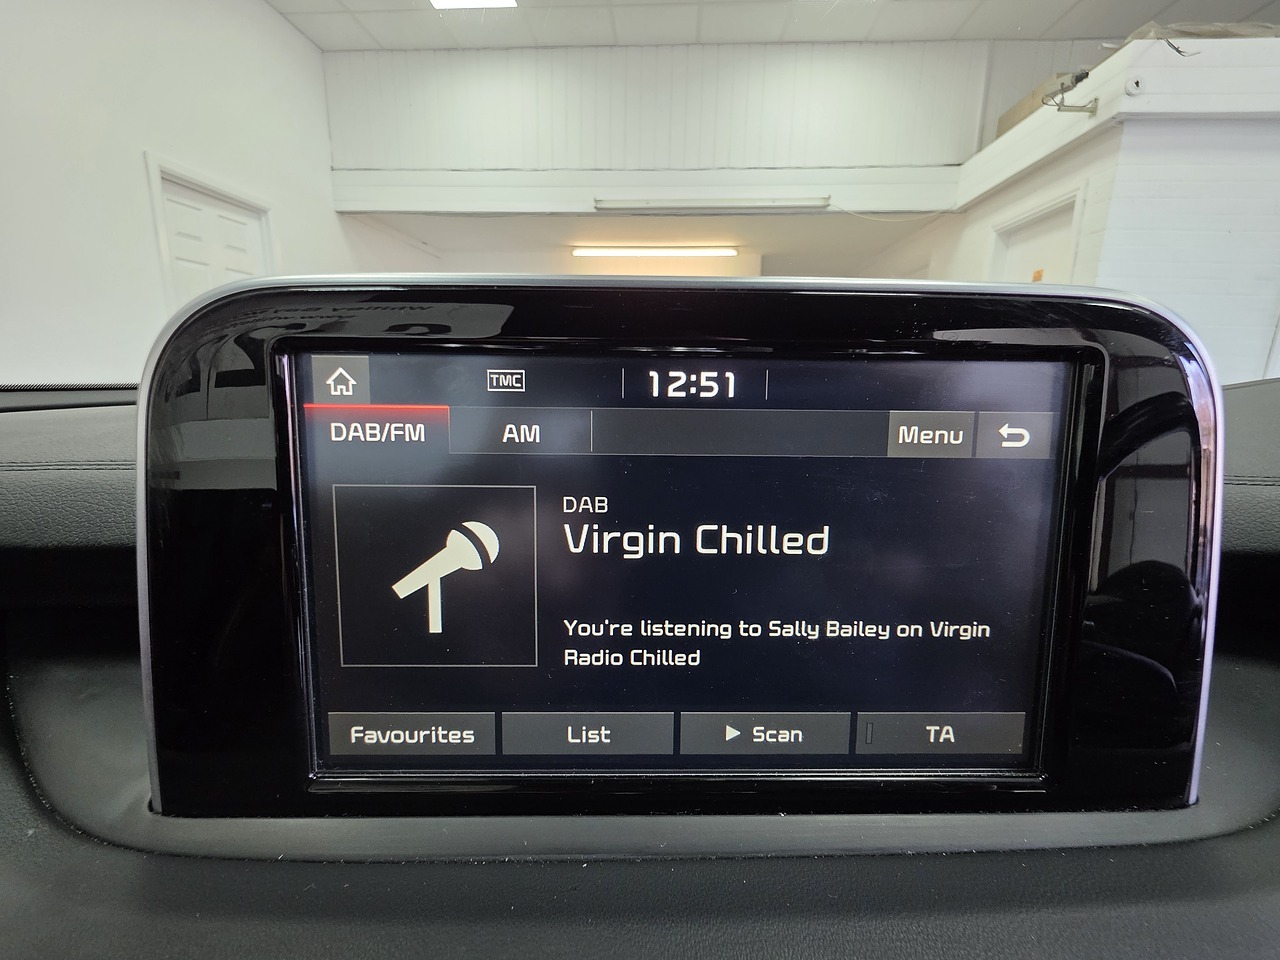 TMC
12:51
DAB/FM
AM
Menu
DAB
Virgin Chilled
You're listening to Sally Bailey on Virgin
Radio Chilled
Favourites
List
Scan
TA